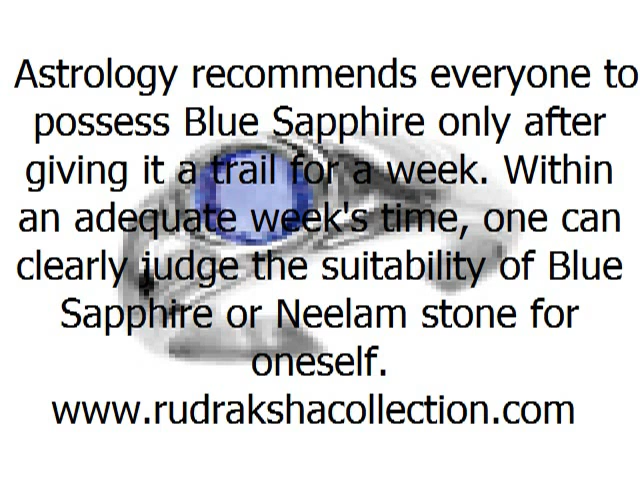 Astrology recommends everyone to
possess Blue Sapphire only after
giving it a trail for a week. Within
an adequate week's time, one can
clearly judge the suitability of Blue
Sapphire or Neelam stone for
oneself.
www.rudrakshacollection.com